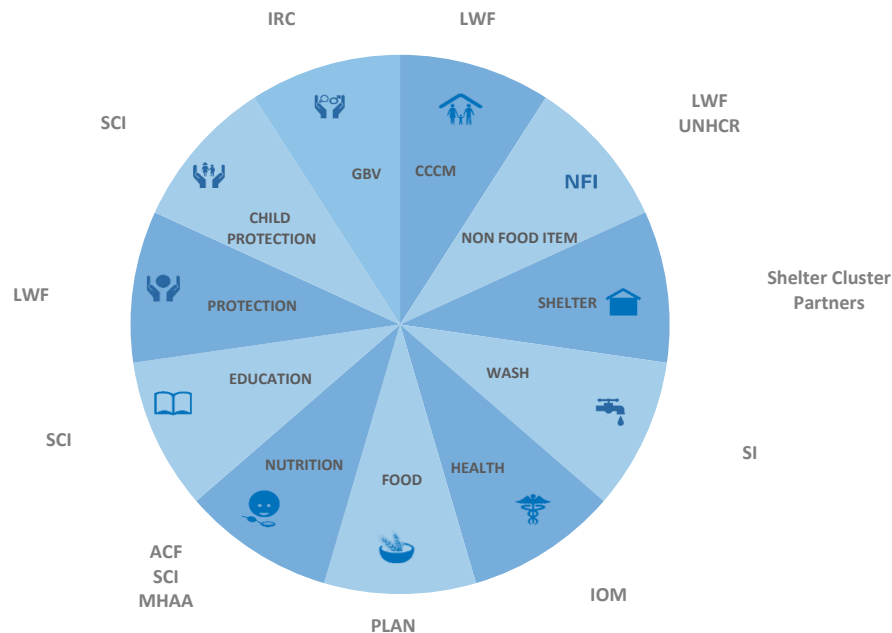 IRC
LWF
SCI
LWF
UNHCR
GBV
CCCM
NFI
CHILD
PROTECTION
NON FOOD ITEM
LWF
PROTECTION
SHELTER
Shelter Cluster
Partners
EDUCATION
WASH
SCI
SI
NUTRITION
FOOD
HEALTH
ACF
SCI
MHAA
PLAN
IOM